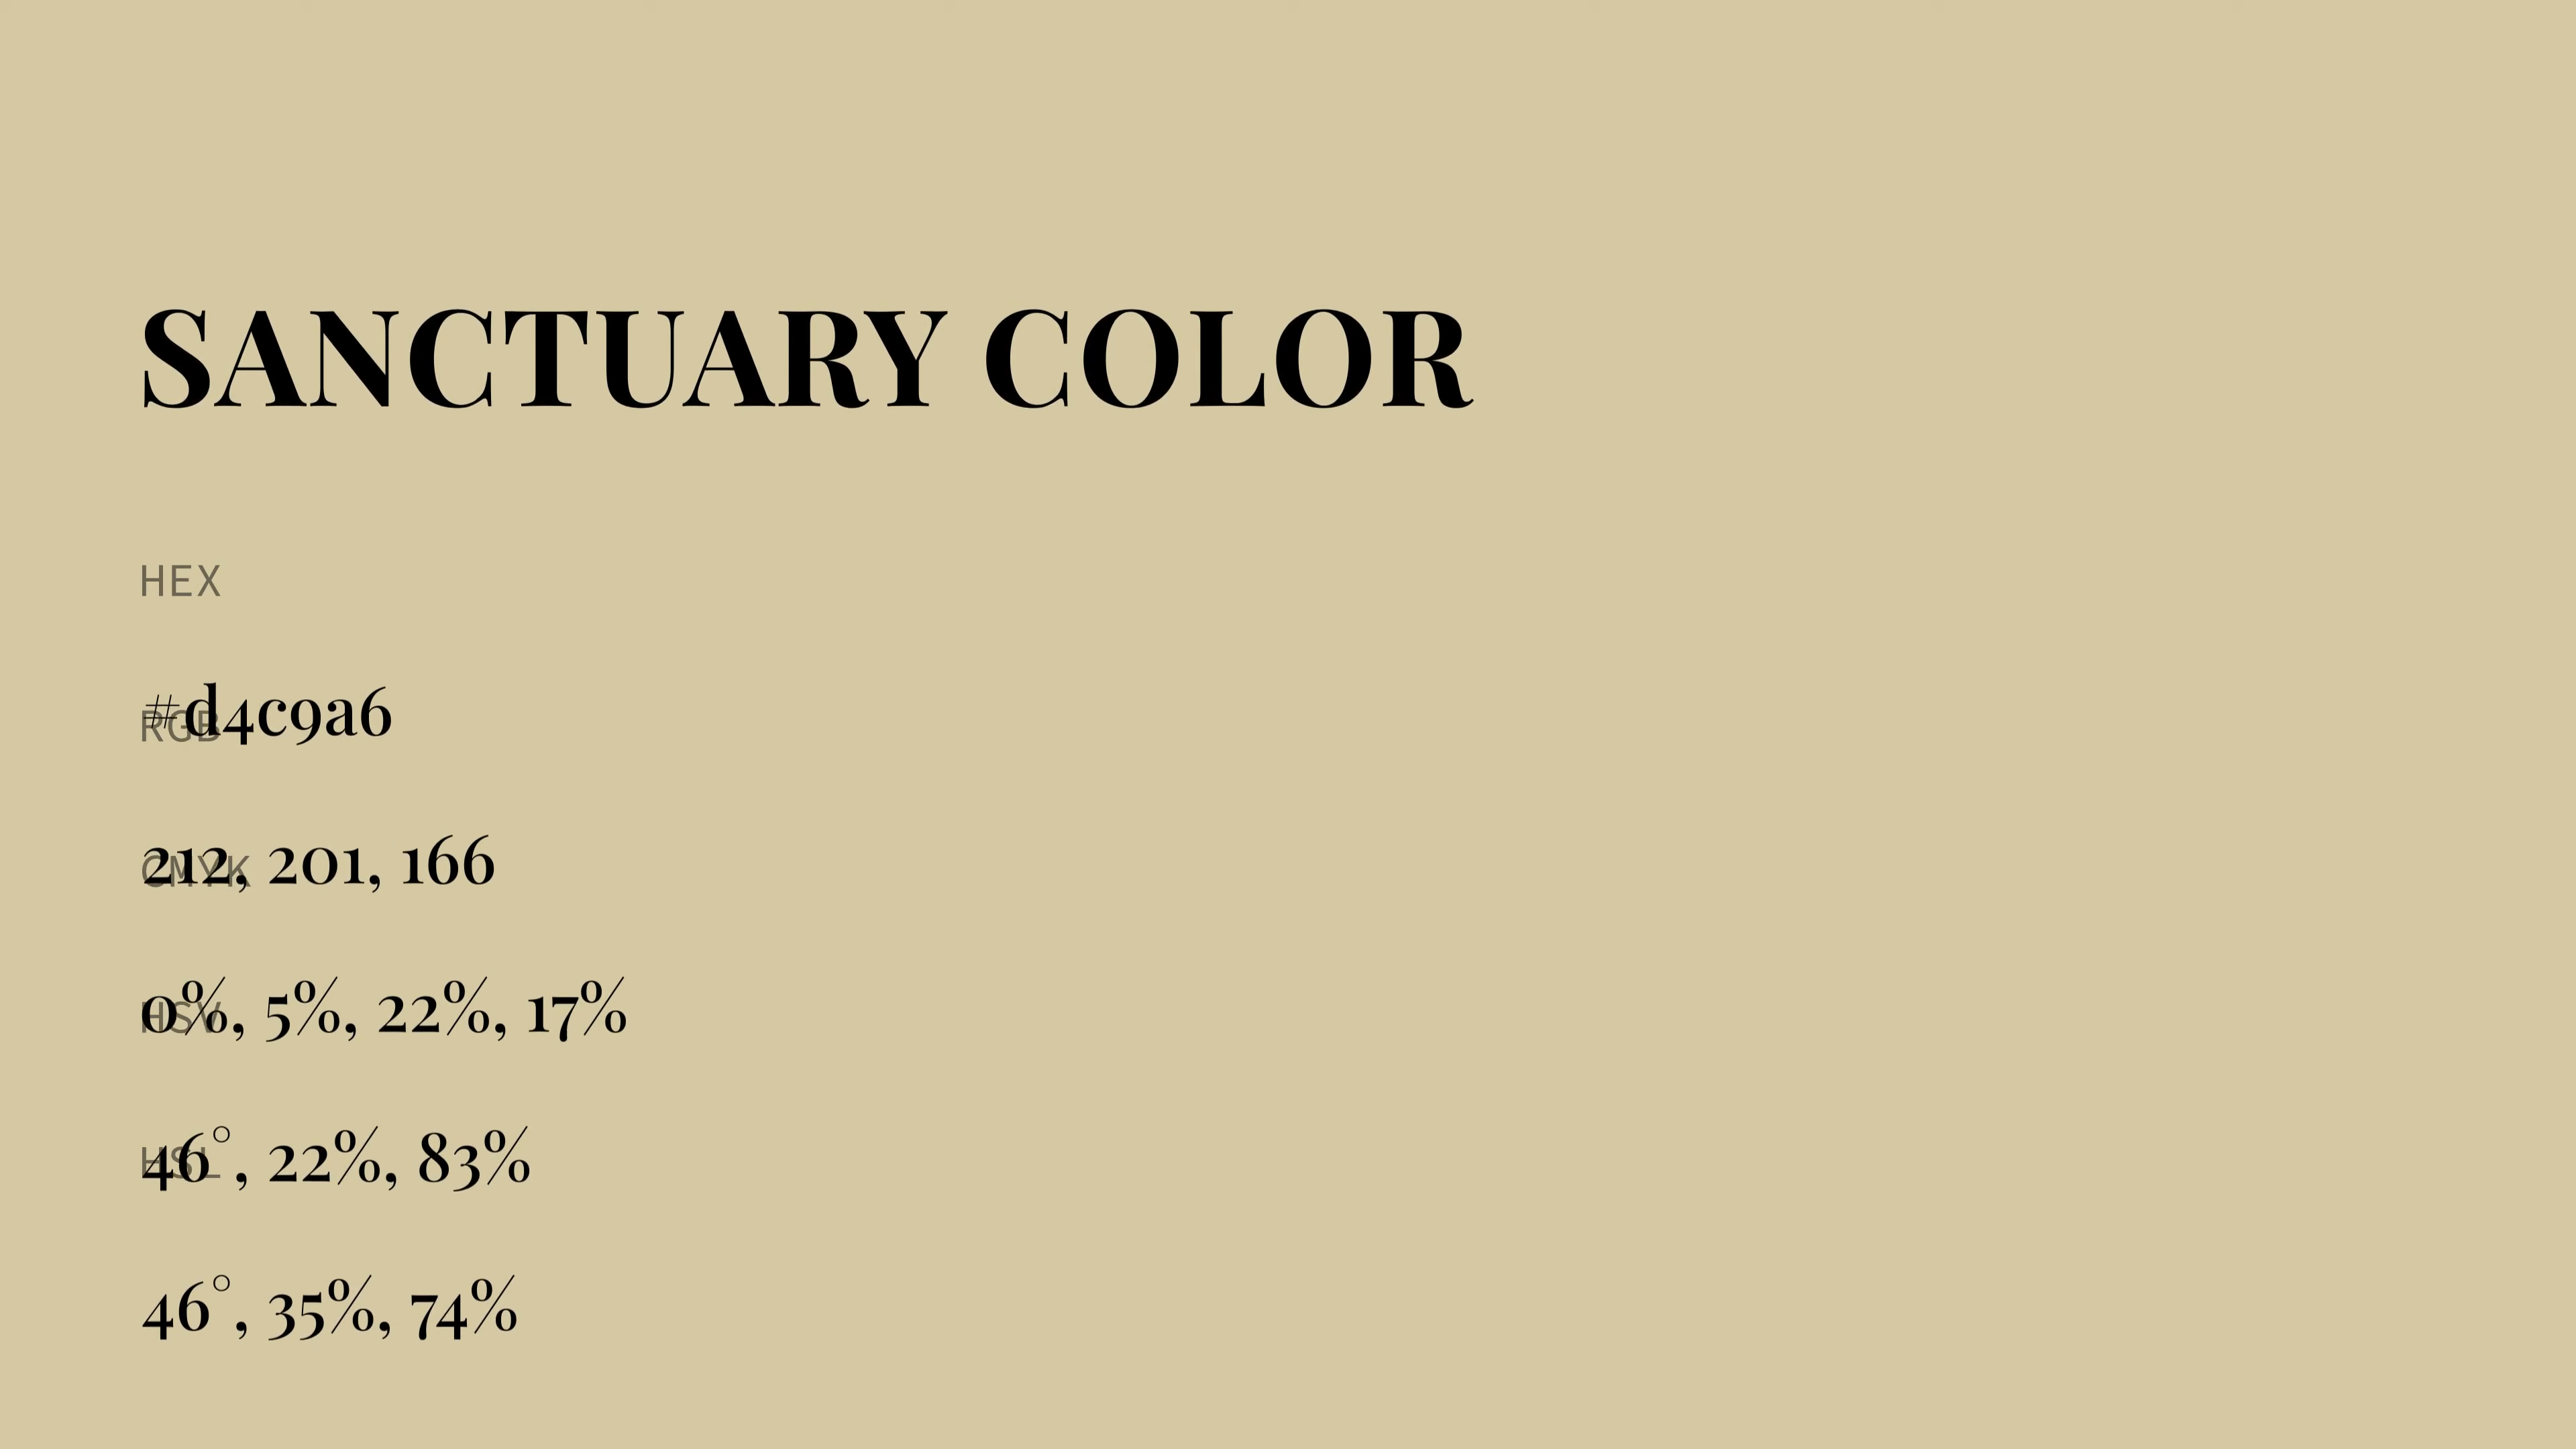 SANCTUARY COLOR
HEX
#d4c9a6
RGB
212, 201, 166
CMYK
0%, 5%, 22%, 17%
HSV
46°, 22%, 83%
HSL
46°, 35%, 74%